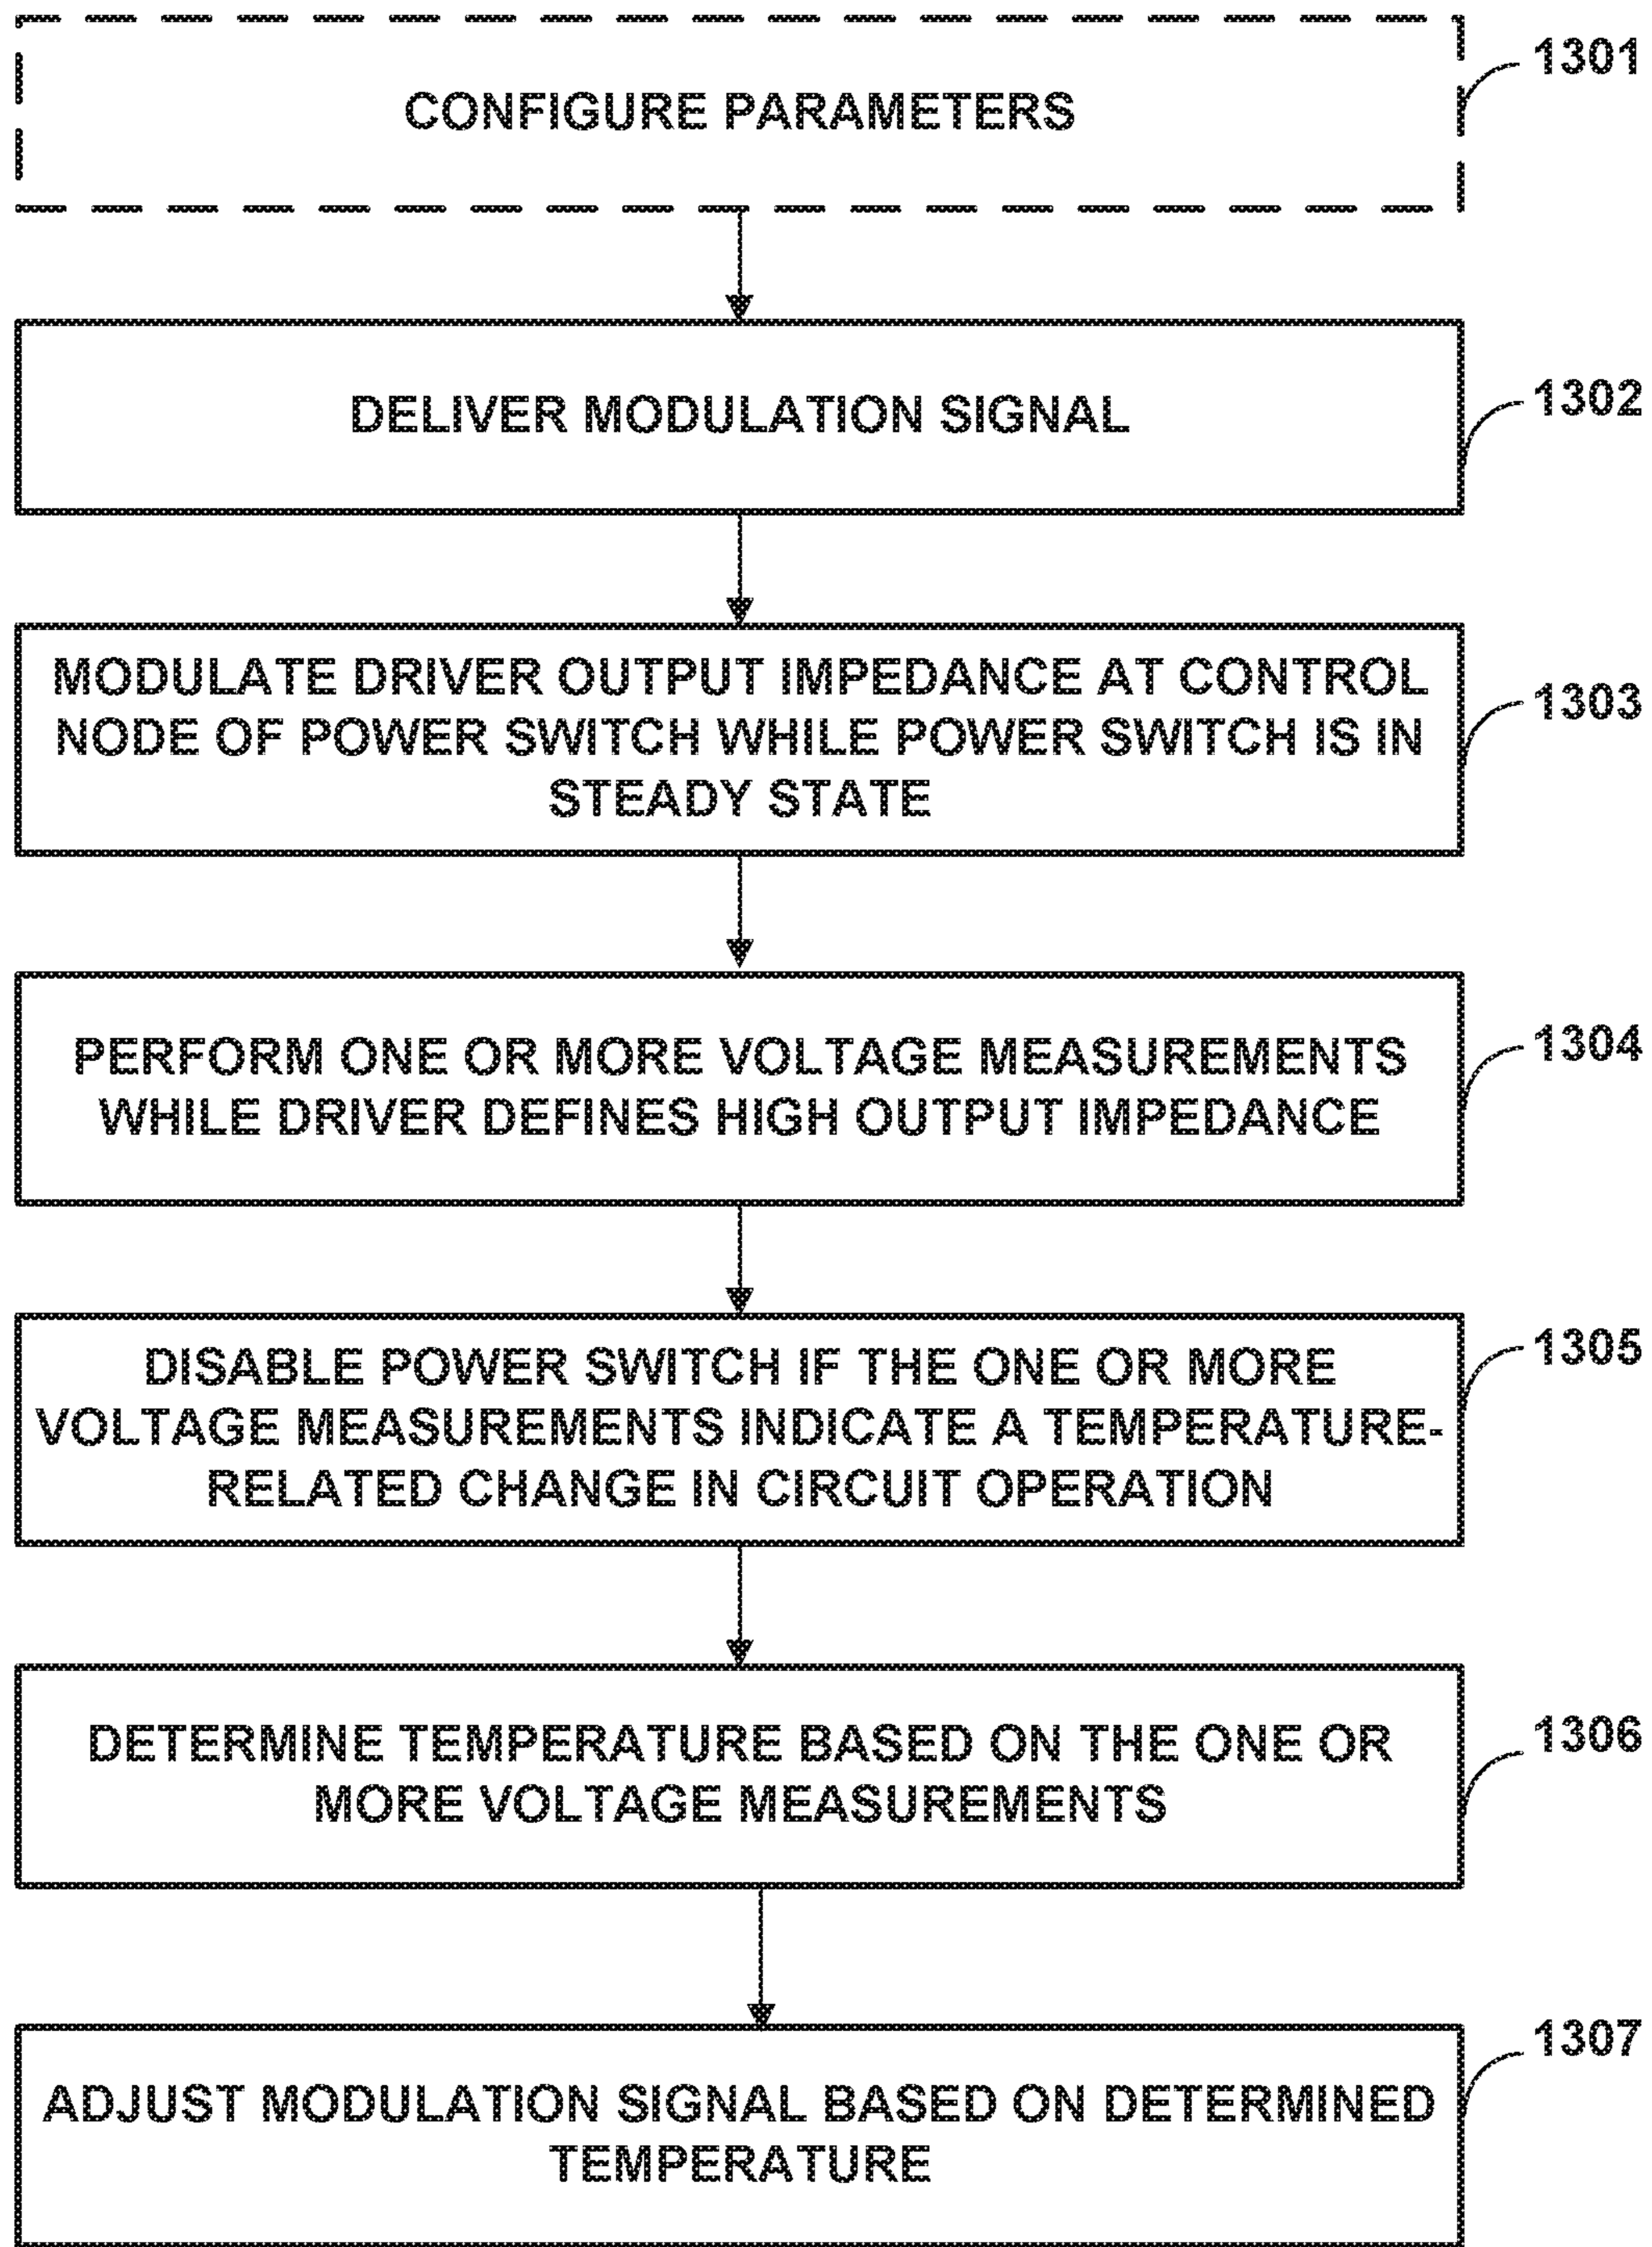 CONFIGURE PARAMETERS
1301
DELIVER MODULATION SIGNAL
1302
MODULATE DRIVER OUTPUT IMPEDANCE AT CONTROL
NODE OF POWER SWITCH WHILE POWER SWITCH IS IN
STEADY STATE
1303
PERFORM ONE OR MORE VOLTAGE MEASUREMENTS
WHILE DRIVER DEFINES HIGH OUTPUT IMPEDANCE
1304
DISABLE POWER SWITCH IF THE ONE OR MORE
VOLTAGE MEASUREMENTS INDICATE A TEMPERATURE-
RELATED CHANGE IN CIRCUIT OPERATION
1305
DETERMINE TEMPERATURE BASED ON THE ONE OR
MORE VOLTAGE MEASUREMENTS
1306
ADJUST MODULATION SIGNAL BASED ON DETERMINED
TEMPERATURE
1307